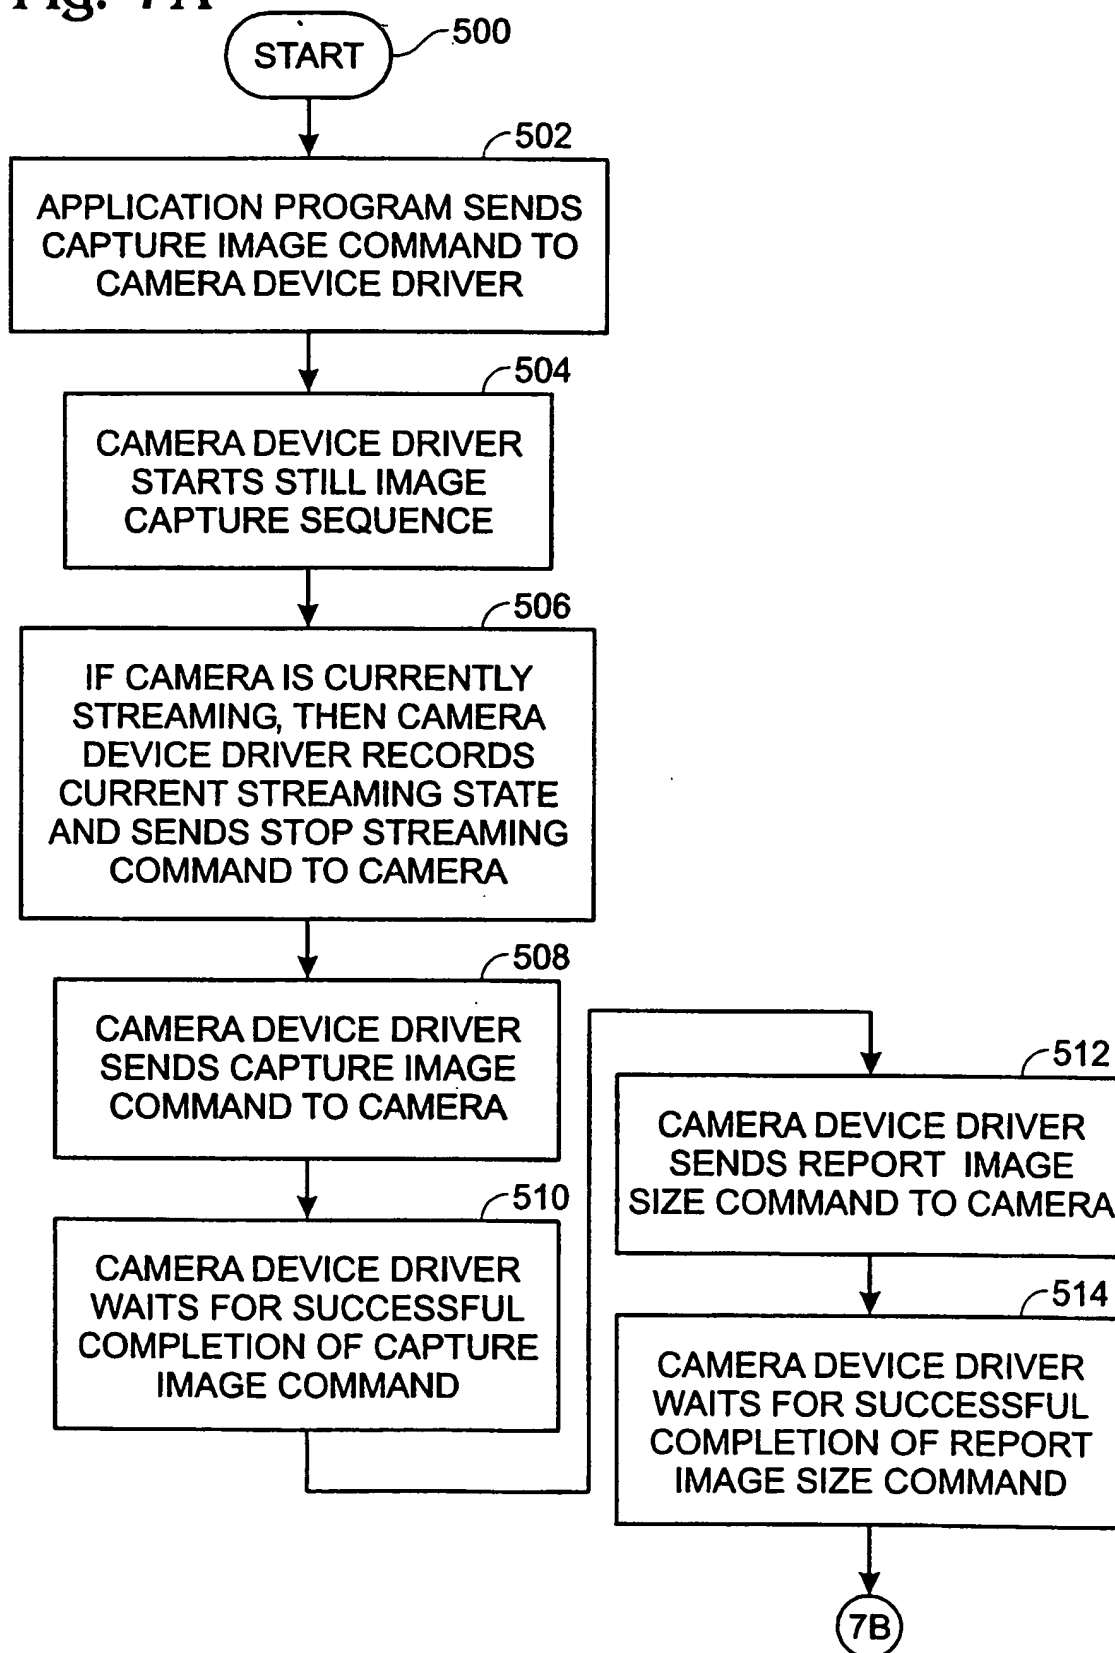 Fig. 7A
START
500
502
APPLICATION PROGRAM SENDS
CAPTURE IMAGE COMMAND TO
CAMERA DEVICE DRIVER
504
CAMERA DEVICE DRIVER
STARTS STILL IMAGE
CAPTURE SEQUENCE
506
IF CAMERA IS CURRENTLY
STREAMING, THEN CAMERA
DEVICE DRIVER RECORDS
CURRENT STREAMING STATE
AND SENDS STOP STREAMING
COMMAND TO CAMERA
508
CAMERA DEVICE DRIVER
SENDS CAPTURE IMAGE
COMMAND TO CAMERA
510
CAMERA DEVICE DRIVER
WAITS FOR SUCCESSFUL
COMPLETION OF CAPTURE
IMAGE COMMAND
512
CAMERA DEVICE DRIVER
SENDS REPORT IMAGE
SIZE COMMAND TO CAMERA
514
CAMERA DEVICE DRIVER
WAITS FOR SUCCESSFUL
COMPLETION OF REPORT
IMAGE SIZE COMMAND
7B